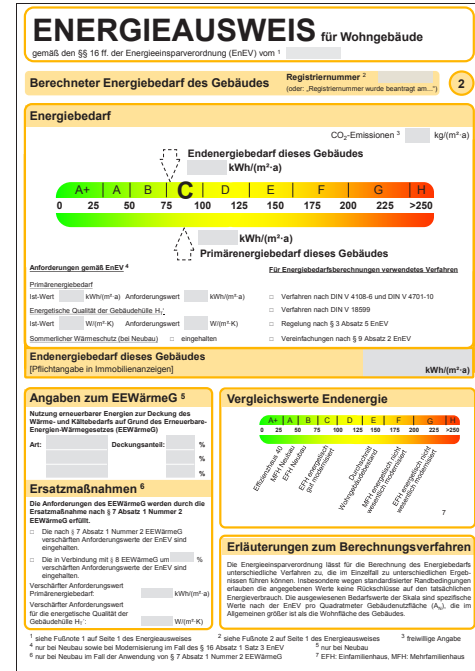 ENERGIEAUSWEIS für Wohngebäude
gemäß den §§ 16 ff. der Energieeinsparverordnung (EnEV) vom ¹
Berechneter Energiebedarf des Gebäudes
Registriernummer ²
(oder: „Registriernummer wurde beantragt am...")
2
Energiebedarf
CO₂-Emissionen ³ kg/(m²·a)
Endenergiebedarf dieses Gebäudes
kWh/(m²·a)
A+ A B C D E F G H
0 25 50 75 100 125 150 175 200 225 >250
kWh/(m²·a)
Primärenergiebedarf dieses Gebäudes
Anforderungen gemäß EnEV ⁴
Primärenergiebedarf
Ist-Wert kWh/(m²·a) Anforderungswert kWh/(m²·a)
Energetische Qualität der Gebäudehülle Hₜ'
Ist-Wert W/(m²·K) Anforderungswert W/(m²·K)
Sommerlicher Wärmeschutz (bei Neubau) □ eingehalten
Für Energiebedarfsberechnungen verwendetes Verfahren
□ Verfahren nach DIN V 4108-6 und DIN V 4701-10
□ Verfahren nach DIN V 18599
□ Regelung nach § 3 Absatz 5 EnEV
□ Vereinfachungen nach § 9 Absatz 2 EnEV
Endenergiebedarf dieses Gebäudes
[Pflichtangabe in Immobilienanzeigen]
kWh/(m²·a)
Angaben zum EEWärmeG ⁵
Nutzung erneuerbarer Energien zur Deckung des
Wärme- und Kältebedarfs auf Grund des Erneuerbare-
Energien-Wärmegesetzes (EEWärmeG)
Art: Deckungsanteil: %
%
%
Ersatzmaßnahmen ⁶
Die Anforderungen des EEWärmeG werden durch die
Ersatzmaßnahme nach § 7 Absatz 1 Nummer 2
EEWärmeG erfüllt.
□ Die nach § 7 Absatz 1 Nummer 2 EEWärmeG
verschärften Anforderungswerte der EnEV sind
eingehalten.
□ Die in Verbindung mit § 8 EEWärmeG um %
verschärften Anforderungswerte der EnEV sind
eingehalten.
Verschärfter Anforderungswert
Primärenergiebedarf: kWh/(m²·a)
Verschärfter Anforderungswert
für die energetische Qualität der
Gebäudehülle Hₜ': W/(m²·K)
Vergleichswerte Endenergie
A+ A B C D E F G H
0 25 50 75 100 125 150 175 200 225 >250
Effizienzhaus 40
MFH Neubau
EFH Neubau
EFH energetisch
gut modernisiert
Durchschnitt
Wohngebäudebestand
MFH energetisch nicht
wesentlich modernisiert
EFH energetisch nicht
wesentlich modernisiert
7
Erläuterungen zum Berechnungsverfahren
Die Energieeinsparverordnung lässt für die Berechnung des Energiebedarfs
unterschiedliche Verfahren zu, die im Einzelfall zu unterschiedlichen Ergeb-
nissen führen können. Insbesondere wegen standardisierter Randbedingungen
erlauben die angegebenen Werte keine Rückschlüsse auf den tatsächlichen
Energieverbrauch. Die ausgewiesenen Bedarfswerte der Skala sind spezifische
Werte nach der EnEV pro Quadratmeter Gebäudenutzfläche (Aₙ), die im
Allgemeinen größer ist als die Wohnfläche des Gebäudes.
¹ siehe Fußnote 1 auf Seite 1 des Energieausweises ² siehe Fußnote 2 auf Seite 1 des Energieausweises ³ freiwillige Angabe
⁴ nur bei Neubau sowie bei Modernisierung im Fall des § 16 Absatz 1 Satz 3 EnEV ⁵ nur bei Neubau
⁶ nur bei Neubau im Fall der Anwendung von § 7 Absatz 1 Nummer 2 EEWärmeG ⁷ EFH: Einfamilienhaus, MFH: Mehrfamilienhaus